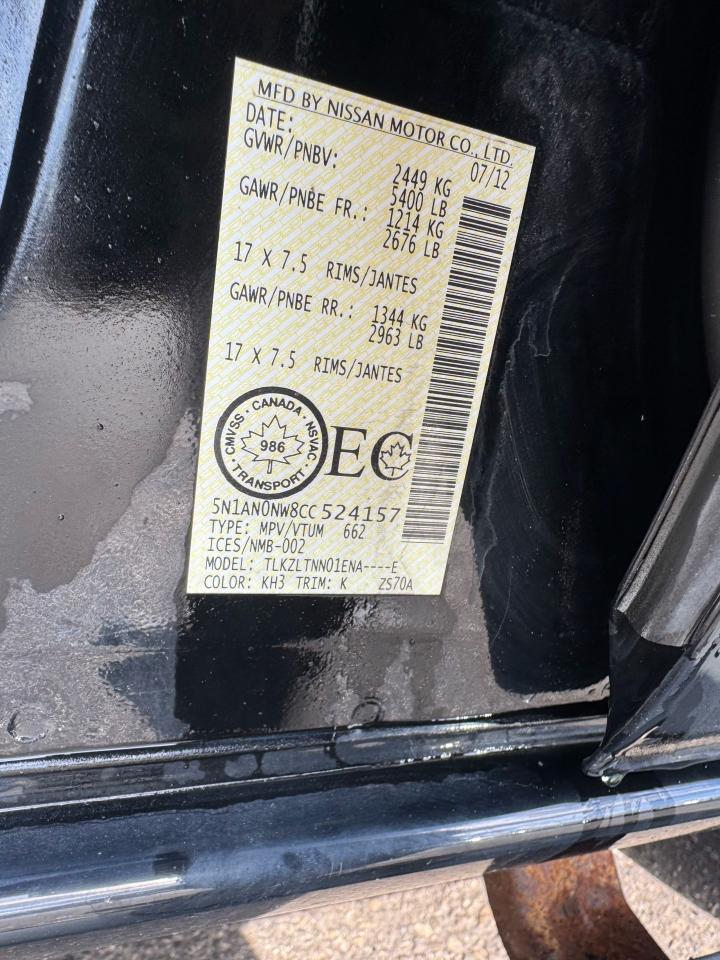 MFD BY NISSAN MOTOR CO., LTD.
DATE: 07/12
GVWR/PNBV: 2449 KG
5400 LB
GAWR/PNBE FR.: 1214 KG
2676 LB
17 X 7.5 RIMS/JANTES
GAWR/PNBE RR.: 1344 KG
2963 LB
17 X 7.5 RIMS/JANTES
CMVSS · CANADA · NSVAC · TRANSPORT ·
986
EC
5N1AN0NW8CC524157
TYPE: MPV/VTUM 662
ICES/NMB-002
MODEL: TLKZLTNN01ENA----E
COLOR: KH3 TRIM: K ZS70A